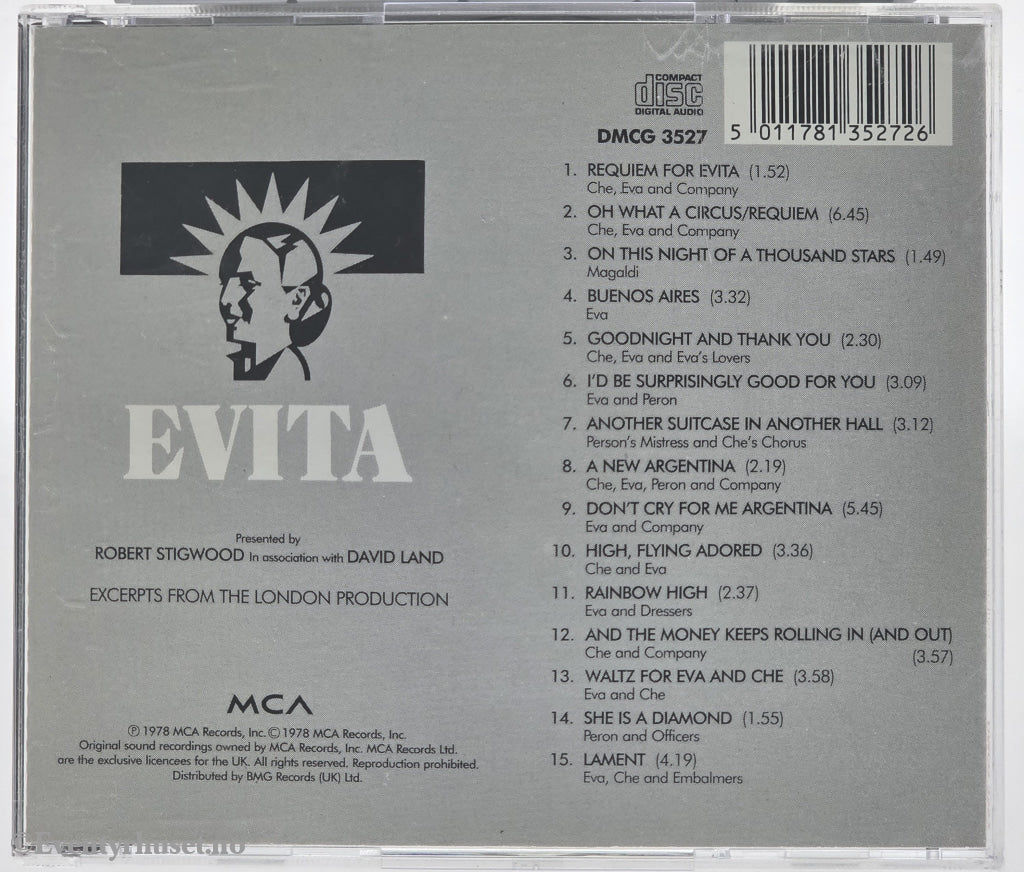 COMPACT
disc
DIGITAL AUDIO
DMCG 3527
5 011781 352726
EVITA
Presented by
ROBERT STIGWOOD In association with DAVID LAND
EXCERPTS FROM THE LONDON PRODUCTION
MCA
Ⓟ 1978 MCA Records, Inc. © 1978 MCA Records, Inc.
Original sound recordings owned by MCA Records, Inc. MCA Records Ltd.
are the exclusive licencees for the UK. All rights reserved. Reproduction prohibited.
Distributed by BMG Records (UK) Ltd.
1. REQUIEM FOR EVITA (1.52)
Che, Eva and Company
2. OH WHAT A CIRCUS/REQUIEM (6.45)
Che, Eva and Company
3. ON THIS NIGHT OF A THOUSAND STARS (1.49)
Magaldi
4. BUENOS AIRES (3.32)
Eva
5. GOODNIGHT AND THANK YOU (2.30)
Che, Eva and Eva's Lovers
6. I'D BE SURPRISINGLY GOOD FOR YOU (3.09)
Eva and Peron
7. ANOTHER SUITCASE IN ANOTHER HALL (3.12)
Person's Mistress and Che's Chorus
8. A NEW ARGENTINA (2.19)
Che, Eva, Peron and Company
9. DON'T CRY FOR ME ARGENTINA (5.45)
Eva and Company
10. HIGH, FLYING ADORED (3.36)
Che and Eva
11. RAINBOW HIGH (2.37)
Eva and Dressers
12. AND THE MONEY KEEPS ROLLING IN (AND OUT)
Che and Company (3.57)
13. WALTZ FOR EVA AND CHE (3.58)
Eva and Che
14. SHE IS A DIAMOND (1.55)
Peron and Officers
15. LAMENT (4.19)
Eva, Che and Embalmers
©Eventyrhuset.no